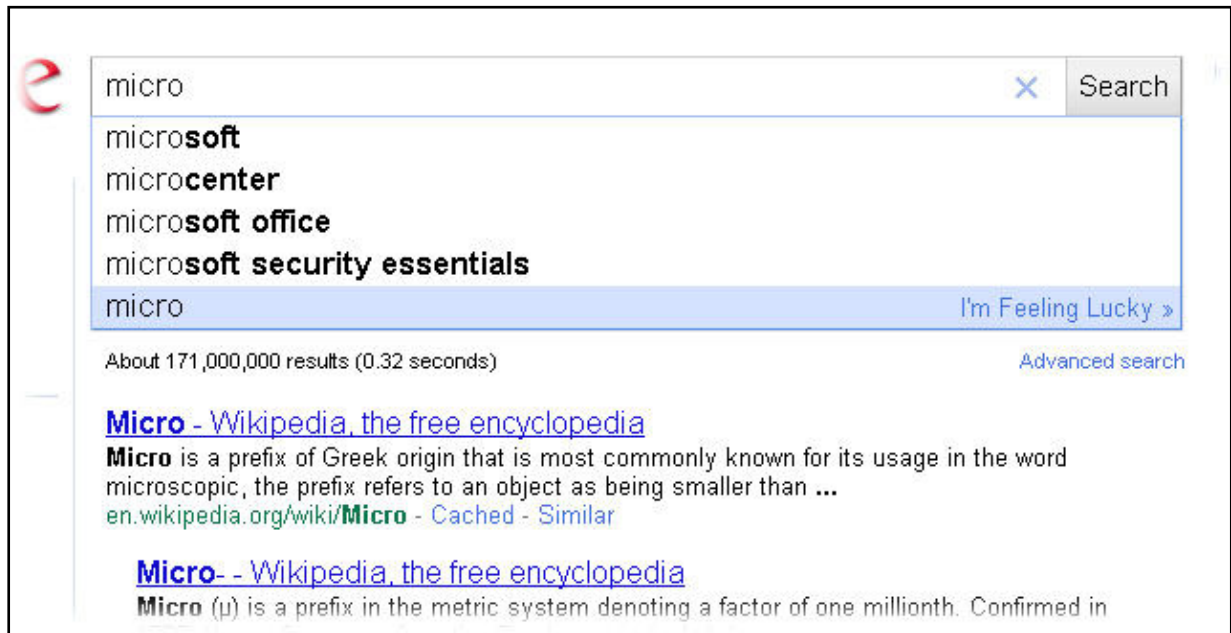 e
micro × Search
microsoft
microcenter
microsoft office
microsoft security essentials
micro I'm Feeling Lucky »
About 171,000,000 results (0.32 seconds) Advanced search
Micro - Wikipedia, the free encyclopedia
Micro is a prefix of Greek origin that is most commonly known for its usage in the word
microscopic, the prefix refers to an object as being smaller than ...
en.wikipedia.org/wiki/Micro - Cached - Similar
Micro- - Wikipedia, the free encyclopedia
Micro (μ) is a prefix in the metric system denoting a factor of one millionth. Confirmed in